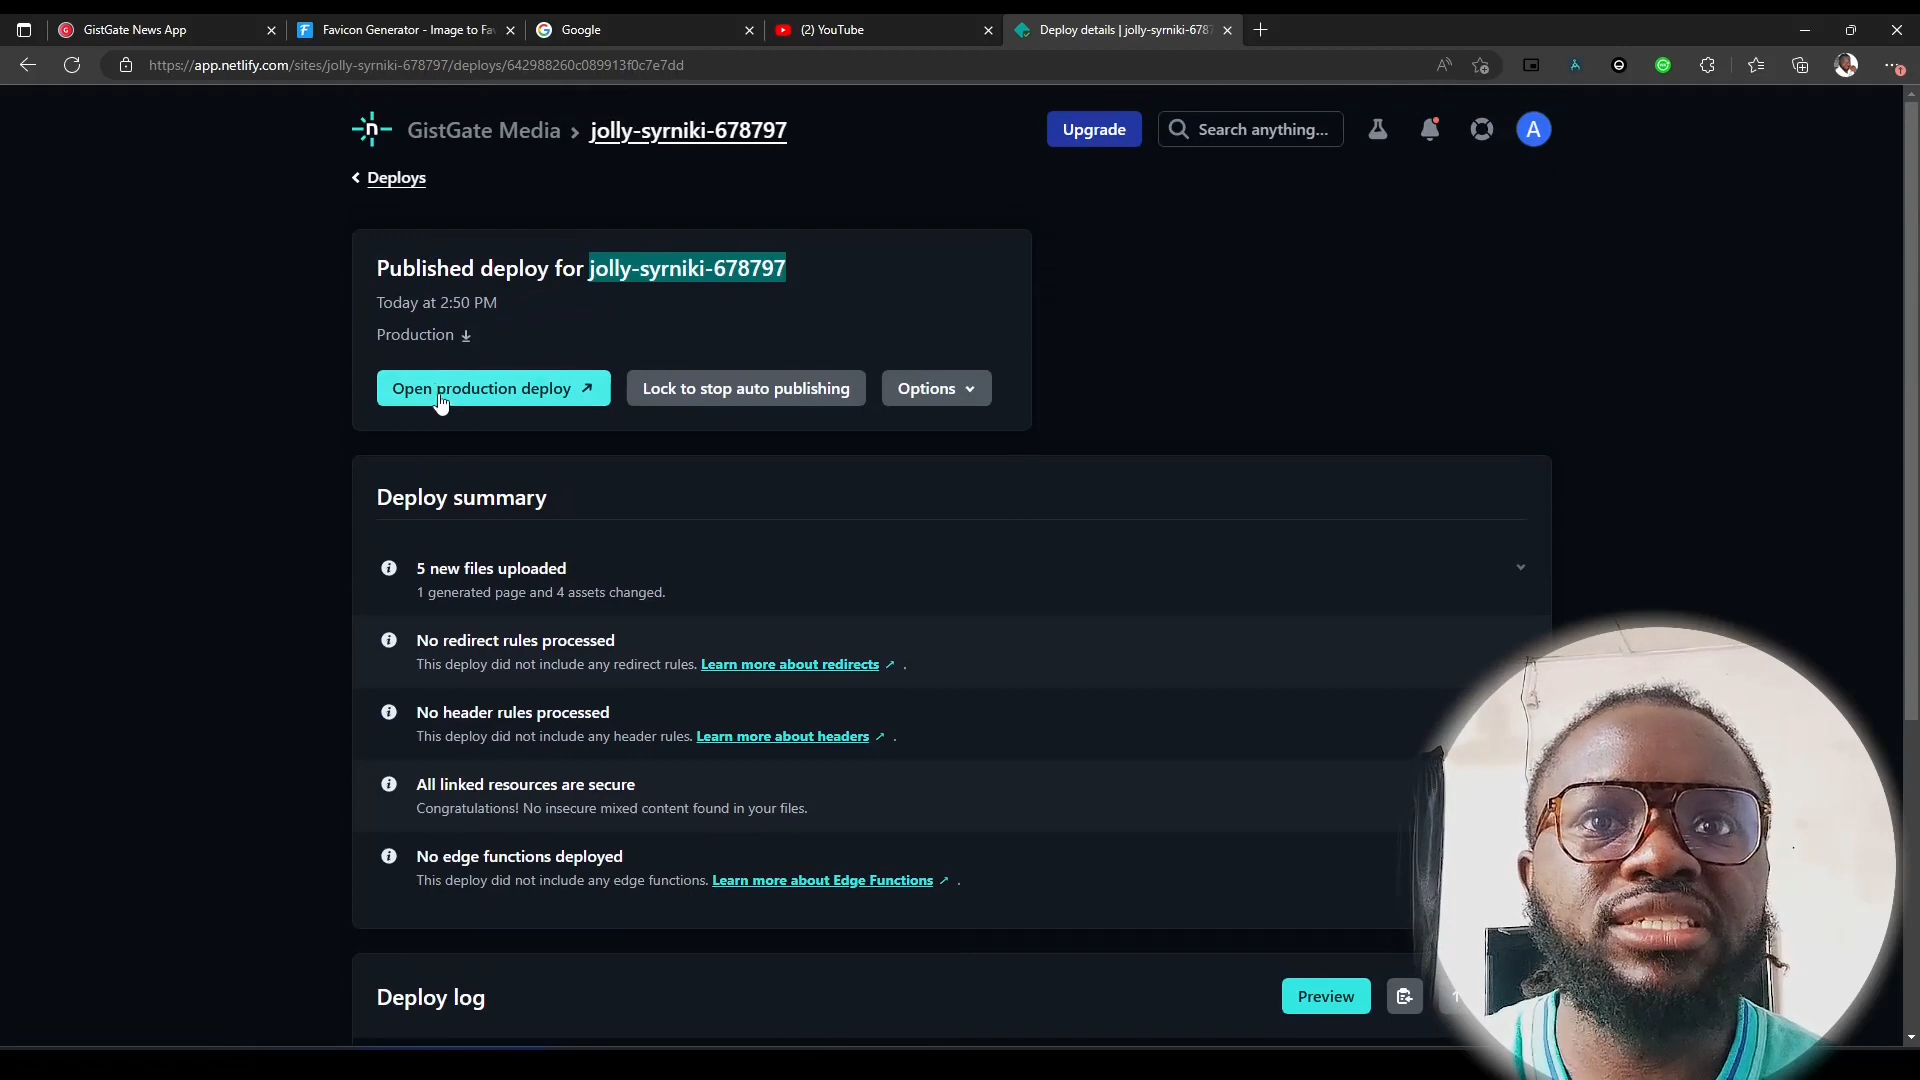 GistGate News App
Favicon Generator - Image to Fav
Google
(2) YouTube
Deploy details | jolly-syrniki-678797
https://app.netlify.com/sites/jolly-syrniki-678797/deploys/642988260c089913f0c7e7dd
GistGate Media > jolly-syrniki-678797
Upgrade
Search anything...
A
< Deploys
Published deploy for jolly-syrniki-678797
Today at 2:50 PM
Production
Open production deploy
Lock to stop auto publishing
Options
Deploy summary
5 new files uploaded
1 generated page and 4 assets changed.
No redirect rules processed
This deploy did not include any redirect rules. Learn more about redirects .
No header rules processed
This deploy did not include any header rules. Learn more about headers .
All linked resources are secure
Congratulations! No insecure mixed content found in your files.
No edge functions deployed
This deploy did not include any edge functions. Learn more about Edge Functions .
Deploy log
Preview